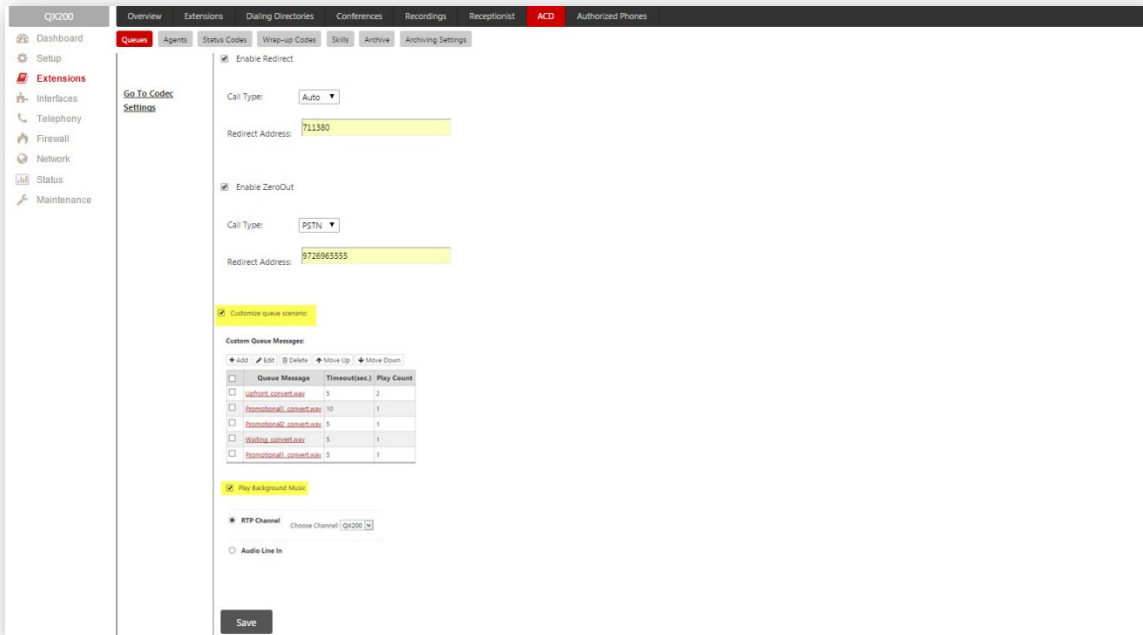 QX200
Overview Extensions Dialing Directories Conferences Recordings Receptionist ACD Authorized Phones
Dashboard
Setup
Extensions
Interfaces
Telephony
Firewall
Network
Status
Maintenance
Queues Agents Status Codes Wrap-up Codes Skills Archive Archiving Settings
Go To Codec
Settings
Enable Redirect
Call Type: Auto
Redirect Address: 711380
Enable ZeroOut
Call Type: PSTN
Redirect Address: 9726965555
Customize queue scenario:
Custom Queue Messages:
Add Edit Delete Move Up Move Down
Queue Message Timeout(sec.) Play Count
Upfront_convert.wav 5 2
Promotional1_convert.wav 10 1
Promotional2_convert.wav 5 1
Waiting_convert.wav 5 1
Promotional1_convert.wav 5 1
Play Background Music
RTP Channel Choose Channel: QX200
Audio Line In
Save